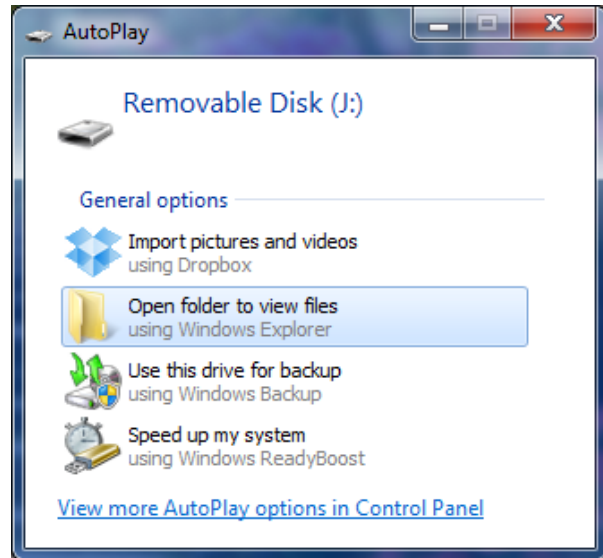 AutoPlay
Removable Disk (J:)
General options
Import pictures and videos
using Dropbox
Open folder to view files
using Windows Explorer
Use this drive for backup
using Windows Backup
Speed up my system
using Windows ReadyBoost
View more AutoPlay options in Control Panel